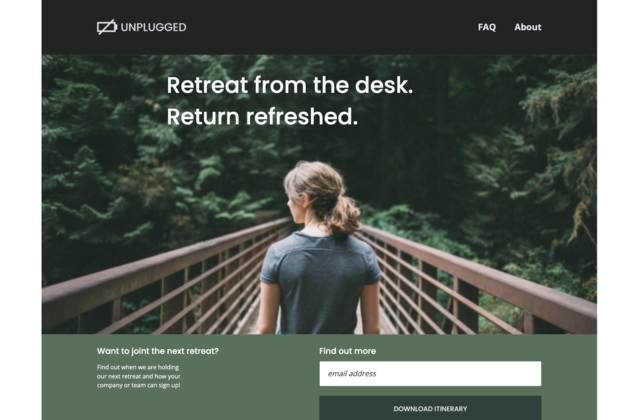 UNPLUGGED
FAQ About
Retreat from the desk.
Return refreshed.
Want to joint the next retreat?
Find out when we are holding
our next retreat and how your
company or team can sign up!
Find out more
email address
DOWNLOAD ITINERARY